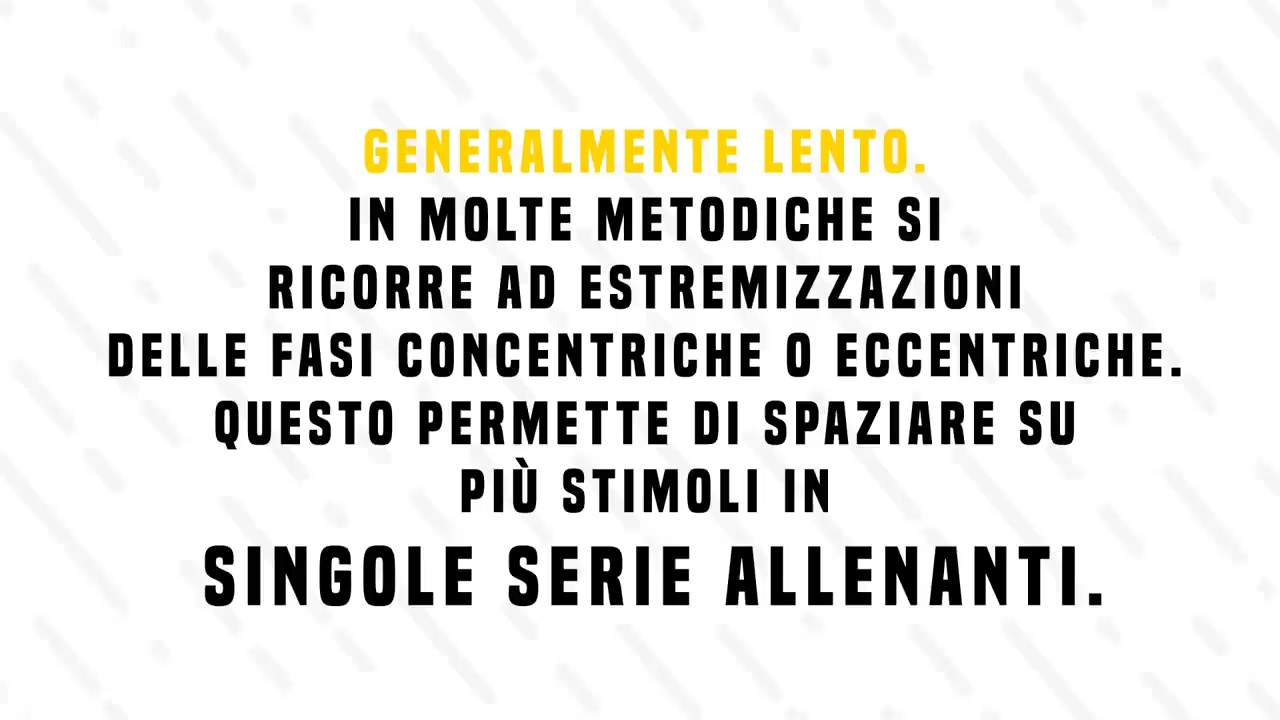 GENERALMENTE LENTO.
IN MOLTE METODICHE SI
RICORRE AD ESTREMIZZAZIONI
DELLE FASI CONCENTRICHE O ECCENTRICHE.
QUESTO PERMETTE DI SPAZIARE SU
PIÙ STIMOLI IN
SINGOLE SERIE ALLENANTI.